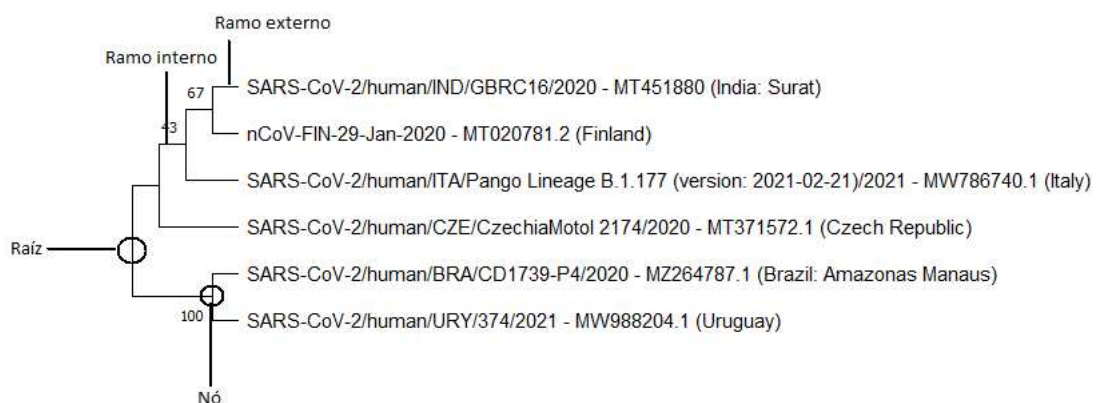 Ramo externo
Ramo interno
67
SARS-CoV-2/human/IND/GBRC16/2020 - MT451880 (India: Surat)
43
nCoV-FIN-29-Jan-2020 - MT020781.2 (Finland)
SARS-CoV-2/human/ITA/Pango Lineage B.1.177 (version: 2021-02-21)/2021 - MW786740.1 (Italy)
SARS-CoV-2/human/CZE/CzechiaMotol 2174/2020 - MT371572.1 (Czech Republic)
Raíz
SARS-CoV-2/human/BRA/CD1739-P4/2020 - MZ264787.1 (Brazil: Amazonas Manaus)
100
SARS-CoV-2/human/URY/374/2021 - MW988204.1 (Uruguay)
Nó